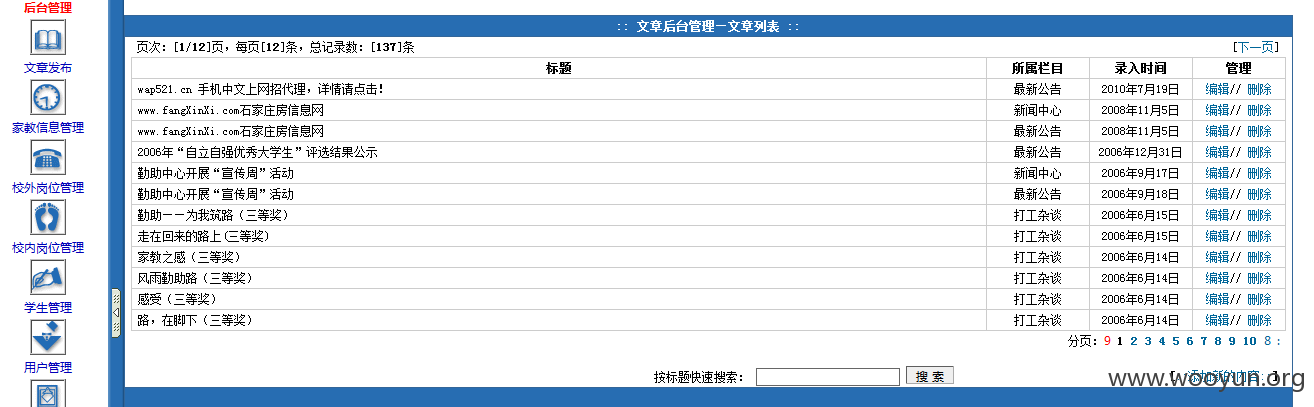 后台管理
文章发布
家教信息管理
校外岗位管理
校内岗位管理
学生管理
用户管理
:: 文章后台管理－文章列表 ::
页次：[1/12]页，每页[12]条，总记录数：[137]条 [下一页]
标题 所属栏目 录入时间 管理
wap521.cn 手机中文上网招代理，详情请点击！ 最新公告 2010年7月19日 编辑// 删除
www.fangXinXi.com石家庄房信息网 新闻中心 2008年11月5日 编辑// 删除
www.fangXinXi.com石家庄房信息网 最新公告 2008年11月5日 编辑// 删除
2006年“自立自强优秀大学生”评选结果公示 最新公告 2006年12月31日 编辑// 删除
勤助中心开展“宣传周”活动 新闻中心 2006年9月17日 编辑// 删除
勤助中心开展“宣传周”活动 最新公告 2006年9月18日 编辑// 删除
勤助－－为我筑路（三等奖） 打工杂谈 2006年6月15日 编辑// 删除
走在回来的路上(三等奖） 打工杂谈 2006年6月15日 编辑// 删除
家教之感（三等奖） 打工杂谈 2006年6月14日 编辑// 删除
风雨勤助路（三等奖） 打工杂谈 2006年6月14日 编辑// 删除
感受（三等奖） 打工杂谈 2006年6月14日 编辑// 删除
路，在脚下（三等奖） 打工杂谈 2006年6月14日 编辑// 删除
分页：9 1 2 3 4 5 6 7 8 9 10 8 :
按标题快速搜索： 搜 索 [ 添加新的内容 ]
www.wooyun.org